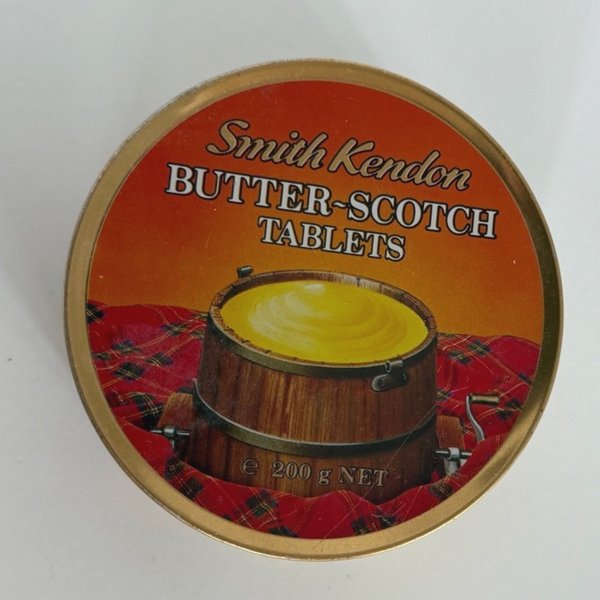 Smith Kendon
BUTTER~SCOTCH
TABLETS
℮ 200 g NET